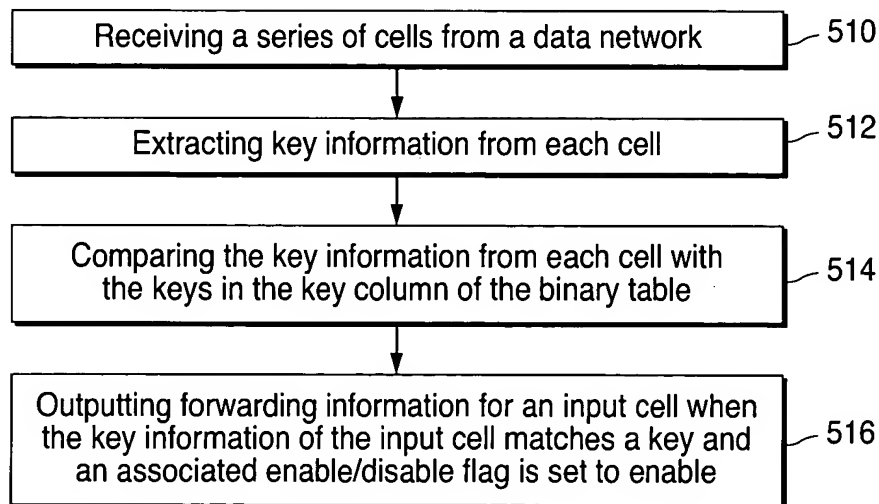 Receiving a series of cells from a data network
510
Extracting key information from each cell
512
Comparing the key information from each cell with
the keys in the key column of the binary table
514
Outputting forwarding information for an input cell when
the key information of the input cell matches a key and
an associated enable/disable flag is set to enable
516